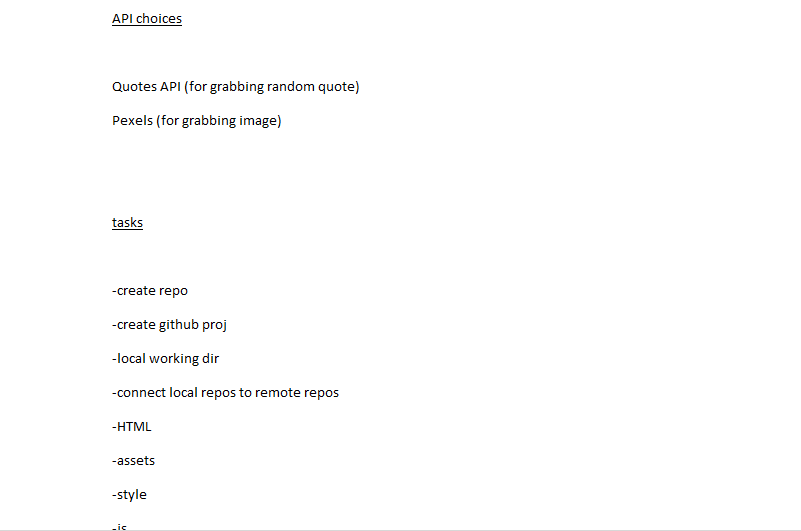 API choices
Quotes API (for grabbing random quote)
Pexels (for grabbing image)
tasks
-create repo
-create github proj
-local working dir
-connect local repos to remote repos
-HTML
-assets
-style
-js